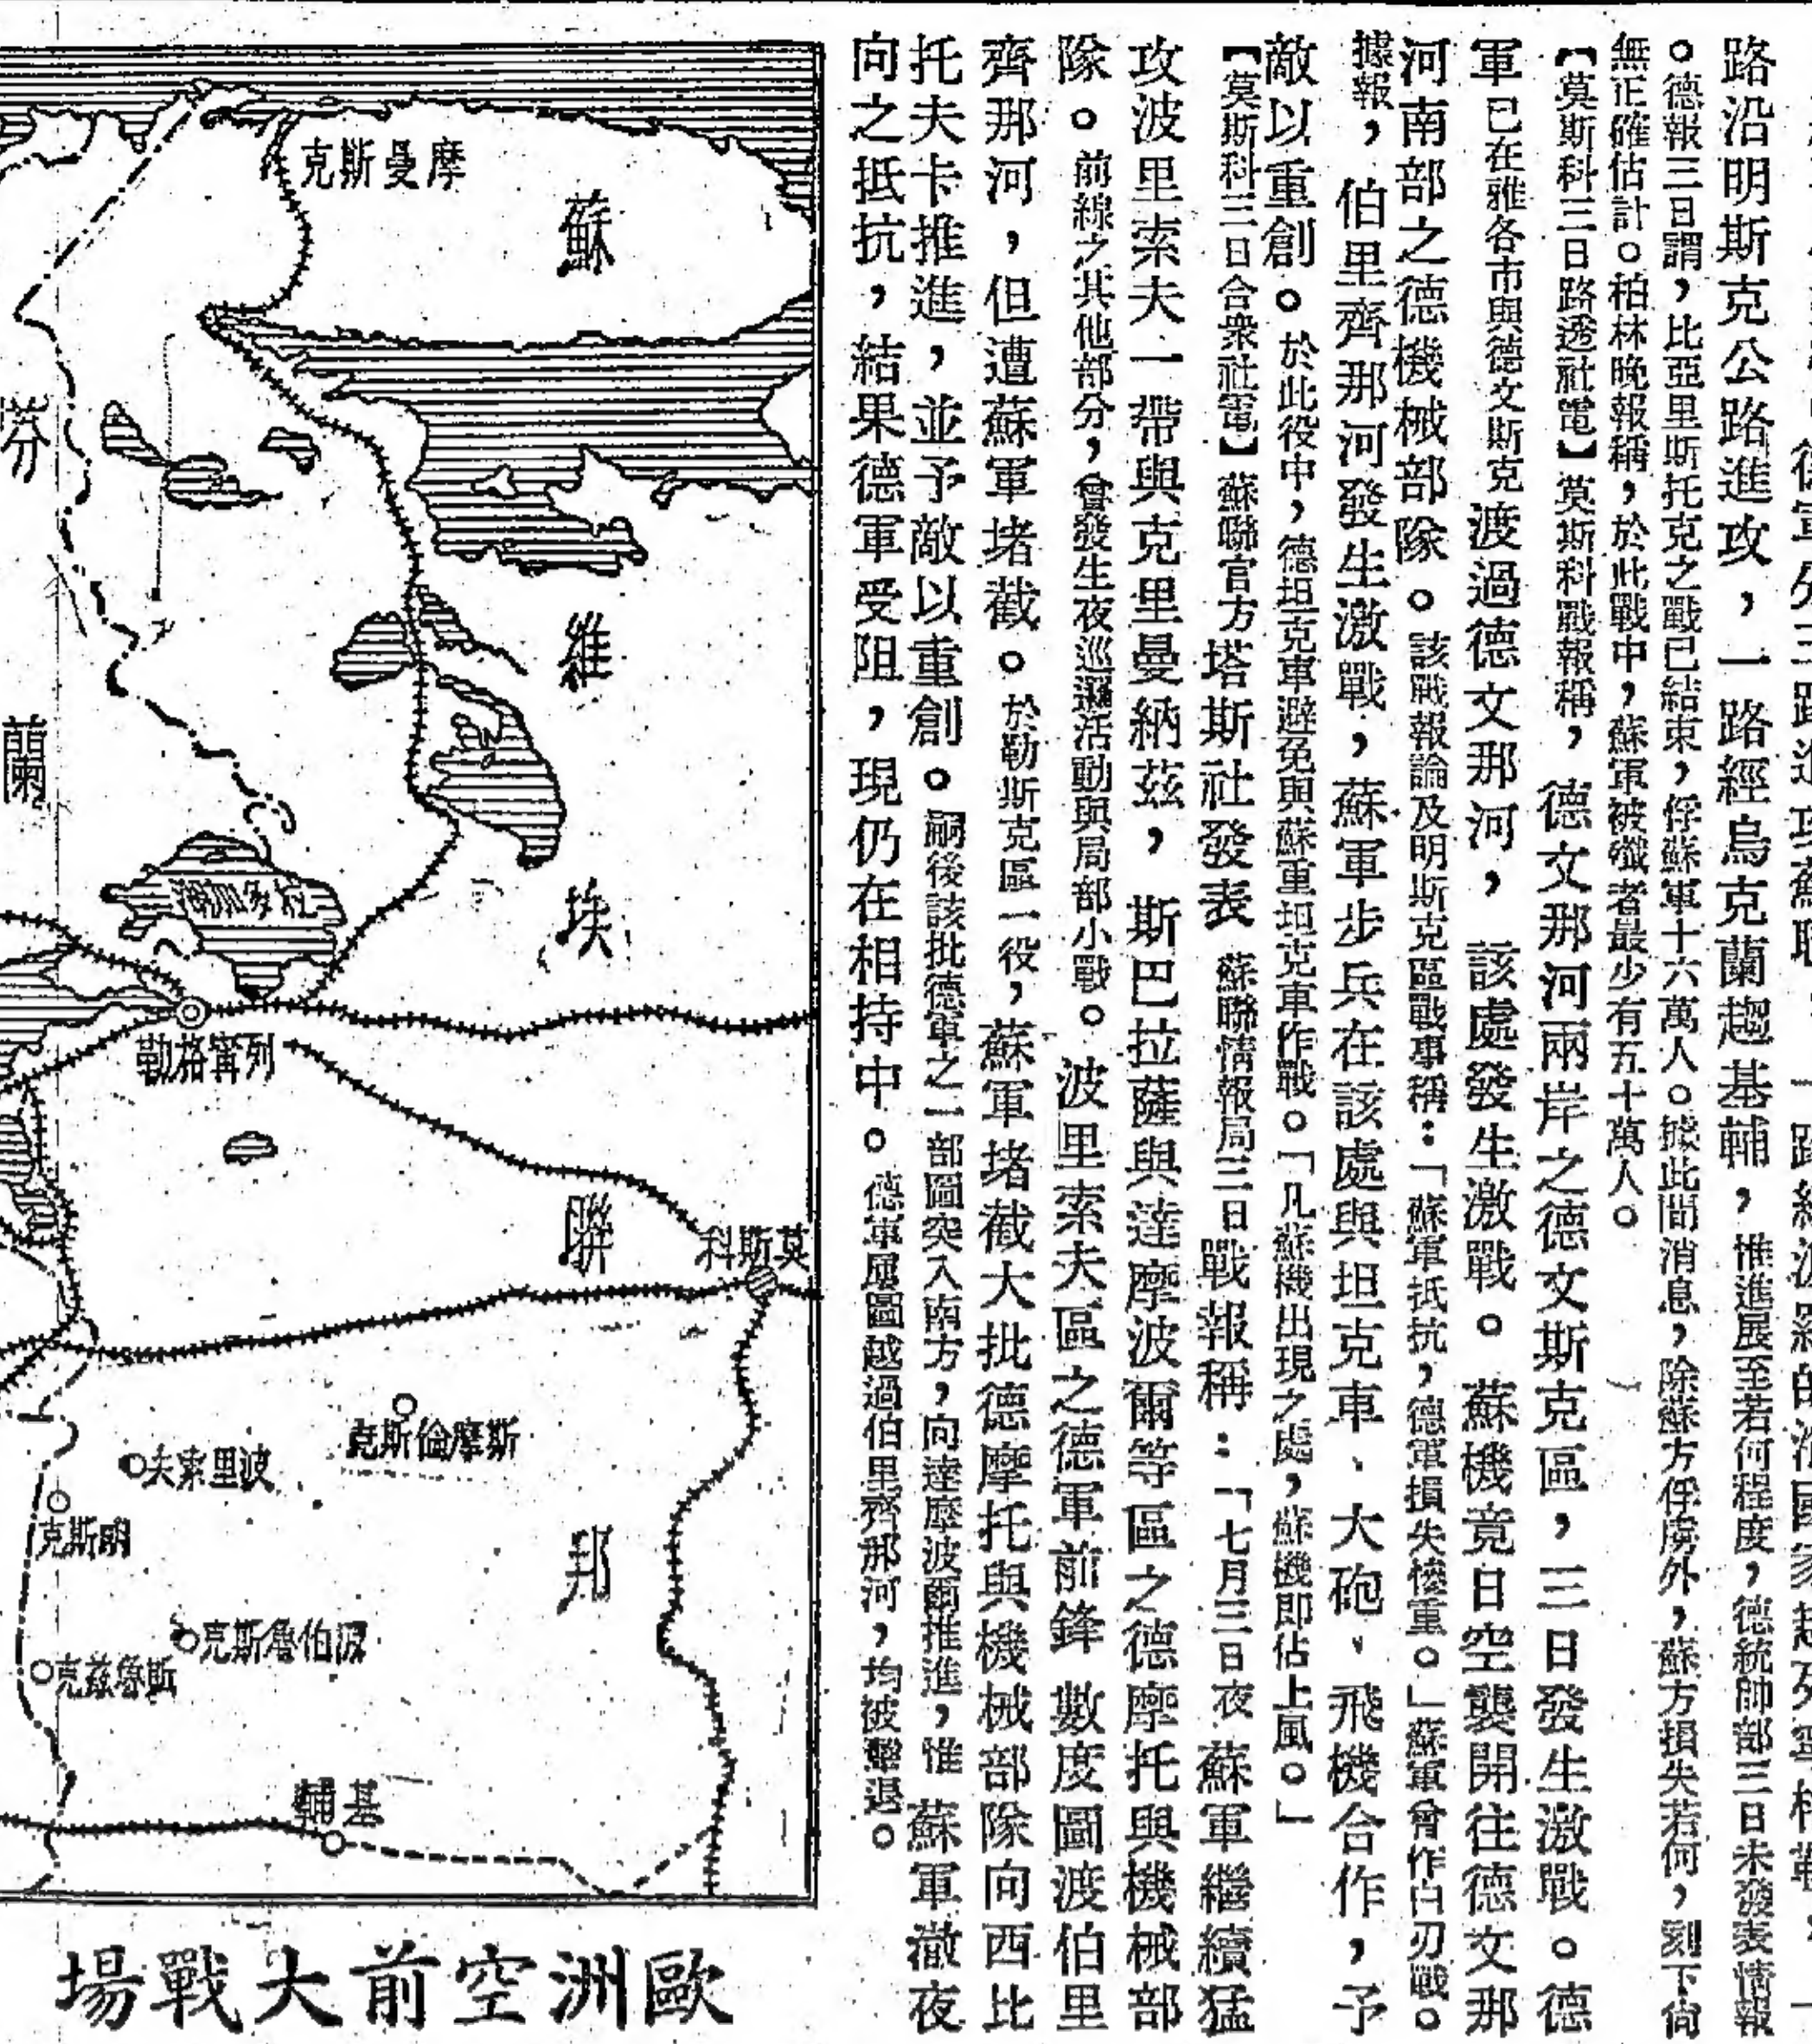 路沿明斯克公路進攻，一路經烏克蘭趨基輔，惟進展至若何程度，德統帥部三日未發表情報
。德報三日謂，比亞里斯托克之戰已結束，俘蘇軍十六萬人。據此間消息，除蘇方俘虜外，蘇方損失若何，刻下尙
無正確估計。柏林晚報稱，於此戰中，蘇軍被殲者最少有五十萬人。
【莫斯科三日路透社電】莫斯科戰報稱，德文那河兩岸之德文斯克區，三日發生激戰。德
軍已在雅各市與德文斯克渡過德文那河，該處發生激戰。蘇機竟日空襲開往德文那
河南部之德機械部隊。該戰報論及明斯克區戰事稱：「蘇軍抵抗，德軍損失慘重。」蘇軍曾作白刃戰。
據報，伯里齊那河發生激戰，蘇軍步兵在該處與坦克車、大砲、飛機合作，予
敵以重創。於此役中，德坦克車避免與蘇重坦克車作戰。「凡蘇機出現之處，蘇機即佔上風。」
【莫斯科三日合衆社電】蘇聯官方塔斯社發表蘇聯情報局三日戰報稱：「七月三日夜蘇軍繼續猛
攻波里索夫一帶與克里曼納茲，斯巴拉薩與達摩波爾等區之德摩托與機械部
隊。前線之其他部分，曾發生夜巡邏活動與局部小戰。波里索夫區之德軍前鋒數度圖渡伯里
齊那河，但遭蘇軍堵截。於勒斯克區一役，蘇軍堵截大批德摩托與機械部隊向西比
托夫卡推進，並予敵以重創。嗣後該批德軍之一部圖突入南方，向達摩波爾推進，惟蘇軍澈夜
向之抵抗，結果德軍受阻，現仍在相持中。德軍屢圖越過伯里齊那河，均被擊退。
克斯曼摩
蘇
維
埃
聯
邦
芬
蘭
勒格寗列
科斯莫
克斯倫摩斯
夫索里波
克斯明
克斯魯伯波
克茲魯斯
輔基
場戰大前空洲歐